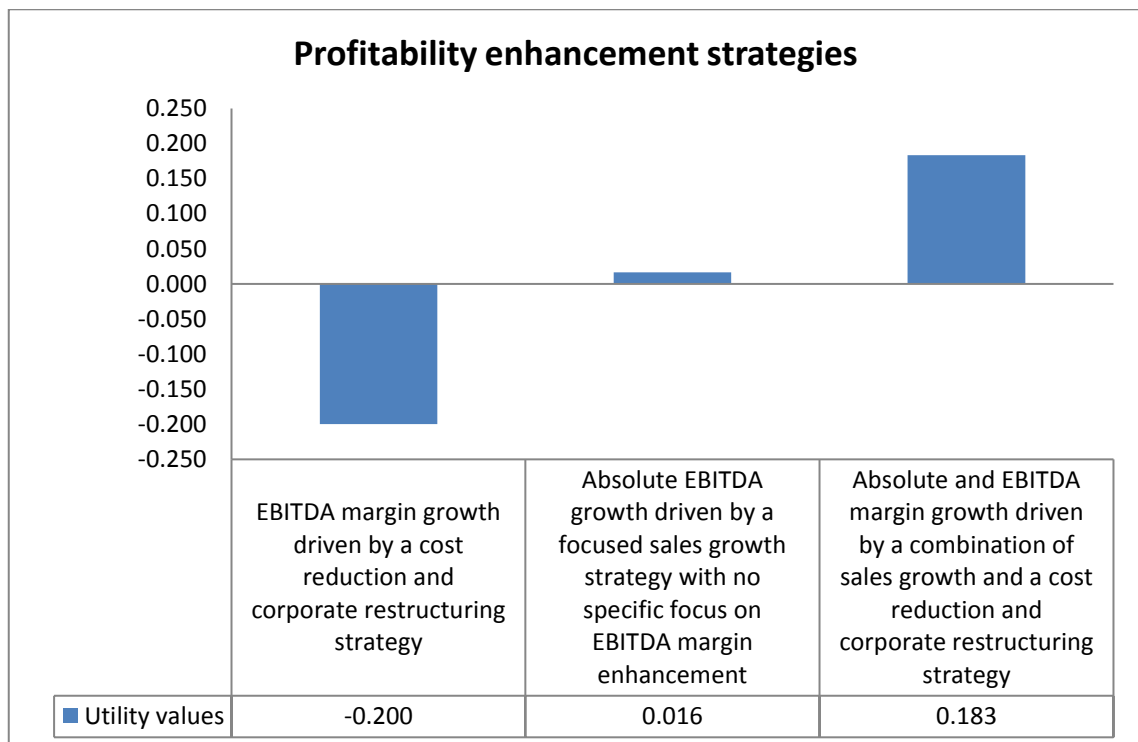 Profitability enhancement strategies
0.250
0.200
0.150
0.100
0.050
0.000
-0.050
-0.100
-0.150
-0.200
-0.250
EBITDA margin growth
driven by a cost
reduction and
corporate restructuring
strategy
Absolute EBITDA
growth driven by a
focused sales growth
strategy with no
specific focus on
EBITDA margin
enhancement
Absolute and EBITDA
margin growth driven
by a combination of
sales growth and a cost
reduction and
corporate restructuring
strategy
Utility values
-0.200
0.016
0.183